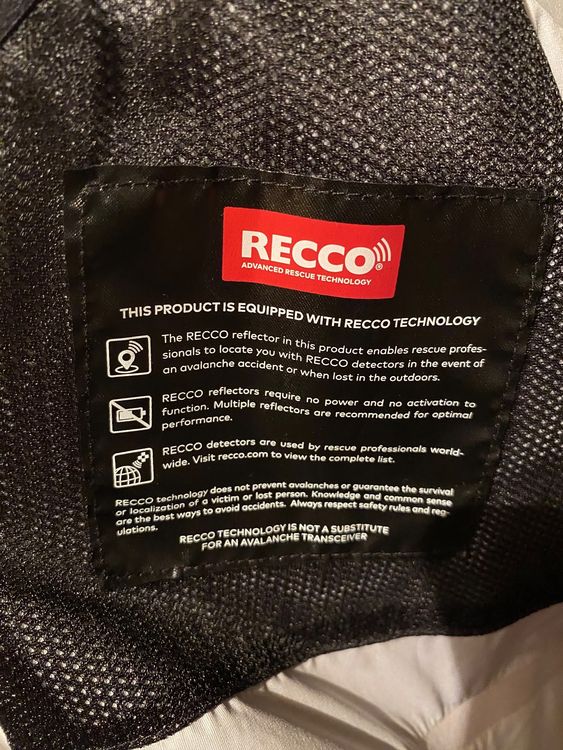 RECCO®
ADVANCED RESCUE TECHNOLOGY
THIS PRODUCT IS EQUIPPED WITH RECCO TECHNOLOGY
The RECCO reflector in this product enables rescue profes-
sionals to locate you with RECCO detectors in the event of
an avalanche accident or when lost in the outdoors.
RECCO reflectors require no power and no activation to
function. Multiple reflectors are recommended for optimal
performance.
RECCO detectors are used by rescue professionals world-
wide. Visit recco.com to view the complete list.
RECCO technology does not prevent avalanches or guarantee the survival
or localization of a victim or lost person. Knowledge and common sense
are the best ways to avoid accidents. Always respect safety rules and reg-
ulations.
RECCO TECHNOLOGY IS NOT A SUBSTITUTE
FOR AN AVALANCHE TRANSCEIVER